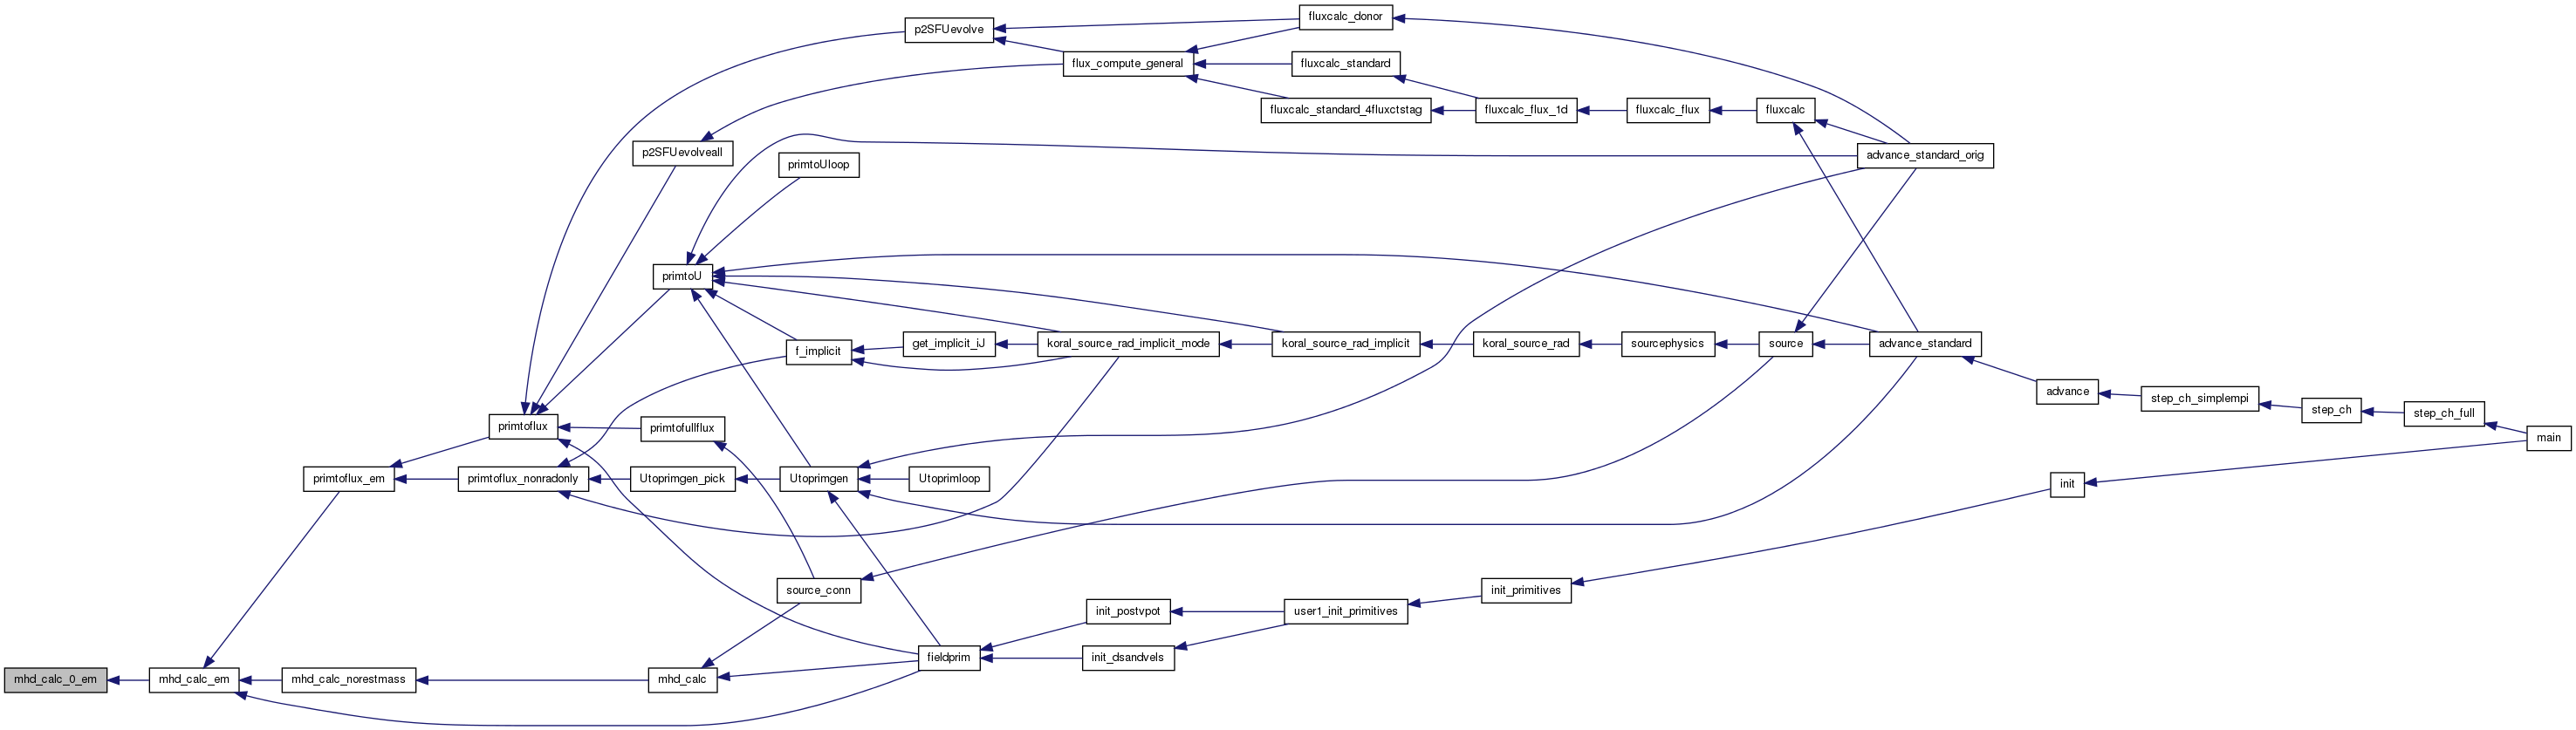 fluxcalc_donor
p2SFUevolve
flux_compute_general
fluxcalc_standard
fluxcalc_standard_4fluxctstag
fluxcalc_flux_1d
fluxcalc_flux
fluxcalc
p2SFUevolveall
primtoUloop
advance_standard_orig
primtoU
f_implicit
get_implicit_iJ
koral_source_rad_implicit_mode
koral_source_rad_implicit
koral_source_rad
sourcephysics
source
advance_standard
advance
step_ch_simplempi
step_ch
step_ch_full
main
primtoflux
primtofullflux
primtoflux_em
primtoflux_nonradonly
Utoprimgen_pick
Utoprimgen
Utoprimloop
init
source_conn
init_postvpot
user1_init_primitives
init_primitives
fieldprim
init_dsandvels
mhd_calc_0_em
mhd_calc_em
mhd_calc_norestmass
mhd_calc